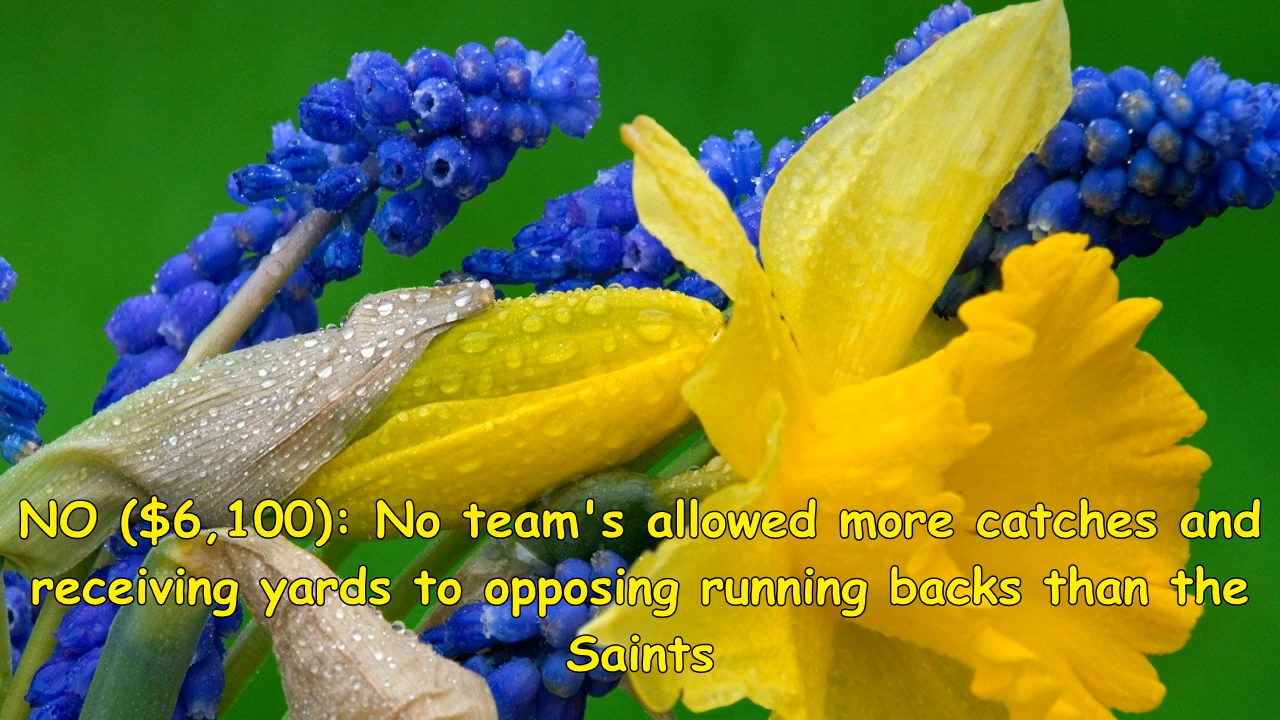 NO ($6,100): No team's allowed more catches and
receiving yards to opposing running backs than the
Saints